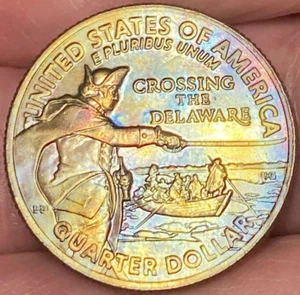 UNITED STATES OF AMERICA
E PLURIBUS UNUM
CROSSING
THE
DELAWARE
QUARTER DOLLAR